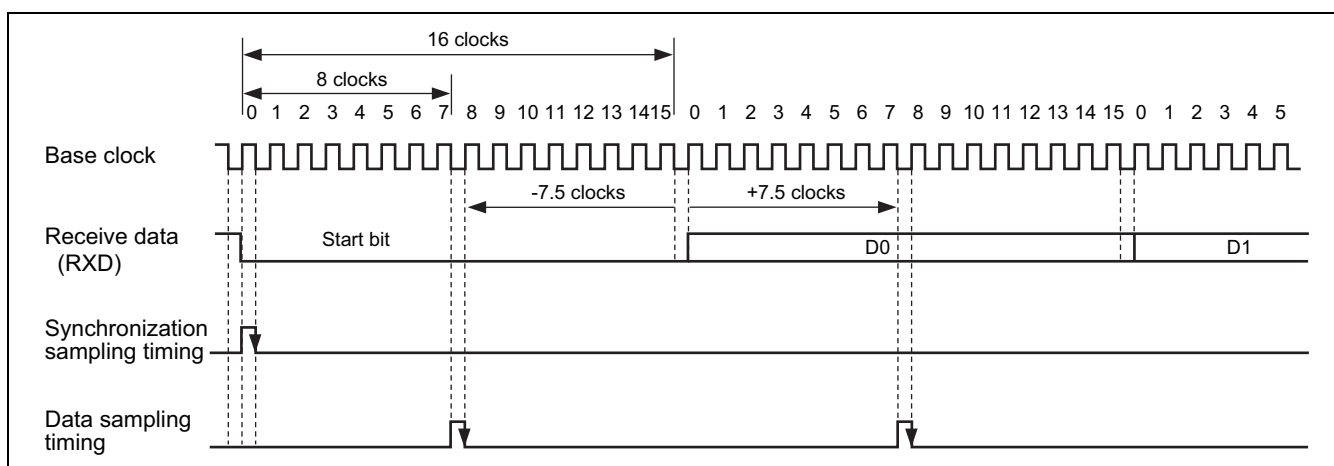 16 clocks
8 clocks
0 1 2 3 4 5 6 7 8 9 10 11 12 13 1415 0 1 2 3 4 5 6 7 8 9 10 11 12 13 14 15 0 1 2 3 4 5
Base clock
-7.5 clocks
+7.5 clocks
Receive data
(RXD)
Start bit
D0
D1
Synchronization
sampling timing
Data sampling
timing